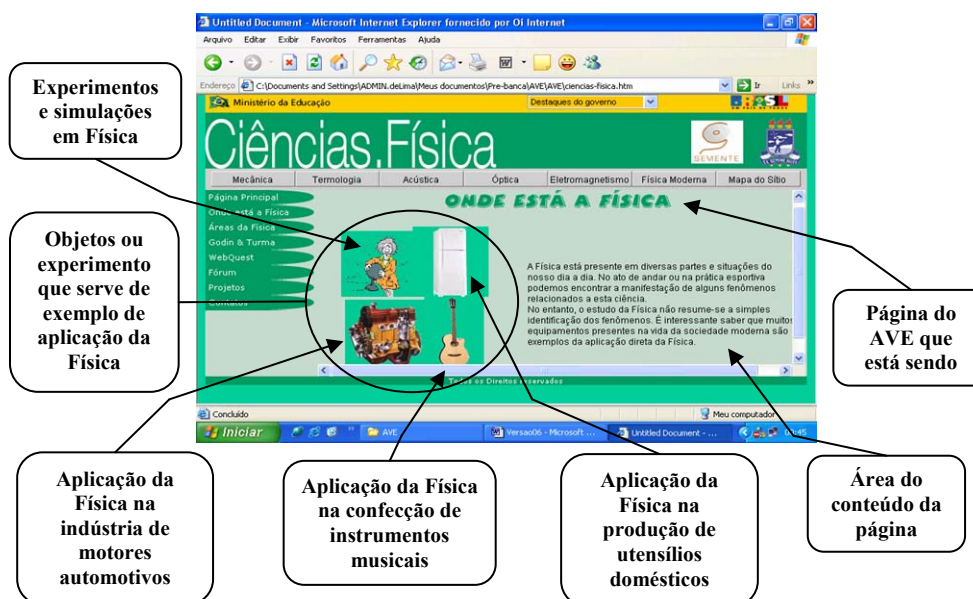 Untitled Document - Microsoft Internet Explorer fornecido por Oi Internet
Arquivo Editar Exibir Favoritos Ferramentas Ajuda
Endereço C:\Documents and Settings\ADMIN.deLima\Meus documentos\Pre-banca\AVE\AVE\ciencias-fisica.htm Ir Links »
Ministério da Educação Destaques do governo
Ciências.Física
SEMENTE
Mecânica Termologia Acústica Óptica Eletromagnetismo Física Moderna Mapa do Sítio
Página Principal
Onde está a Física
Áreas da Física
Godin & Turma
WebQuest
Fórum
Projetos
Contatos
ONDE ESTÁ A FÍSICA
A Física está presente em diversas partes e situações do
nosso dia a dia. No ato de andar ou na prática esportiva
podemos encontrar a manifestação de alguns fenômenos
relacionados a esta ciência.
No entanto, o estudo da Física não resume-se a simples
identificação dos fenômenos. É interessante saber que muitos
equipamentos presentes na vida da sociedade moderna são
exemplos da aplicação direta da Física.
Todos os Direitos reservados
Concluído Meu computador
Iniciar AVE Versao06 - Microsoft ... Untitled Document - ...
Experimentos
e simulações
em Física
Objetos ou
experimento
que serve de
exemplo de
aplicação da
Física
Página do
AVE que
está sendo
Aplicação da
Física na
indústria de
motores
automotivos
Aplicação da Física
na confecção de
instrumentos
musicais
Aplicação da
Física na
produção de
utensílios
domésticos
Área do
conteúdo da
página